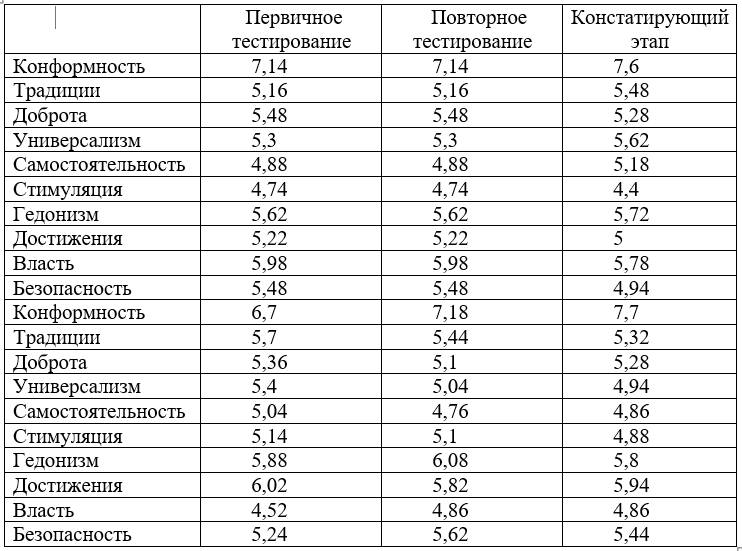 Первичное Повторное Констатирующий
тестирование тестирование этап
Конформность 7,14 7,14 7,6
Традиции 5,16 5,16 5,48
Доброта 5,48 5,48 5,28
Универсализм 5,3 5,3 5,62
Самостоятельность 4,88 4,88 5,18
Стимуляция 4,74 4,74 4,4
Гедонизм 5,62 5,62 5,72
Достижения 5,22 5,22 5
Власть 5,98 5,98 5,78
Безопасность 5,48 5,48 4,94
Конформность 6,7 7,18 7,7
Традиции 5,7 5,44 5,32
Доброта 5,36 5,1 5,28
Универсализм 5,4 5,04 4,94
Самостоятельность 5,04 4,76 4,86
Стимуляция 5,14 5,1 4,88
Гедонизм 5,88 6,08 5,8
Достижения 6,02 5,82 5,94
Власть 4,52 4,86 4,86
Безопасность 5,24 5,62 5,44